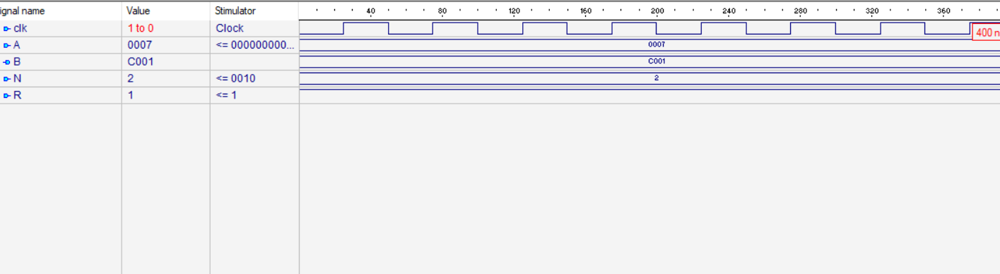 ignal name Value Stimulator 40 80 120 160 200 240 280 320 360
clk 1 to 0 Clock 400 n
A 0007 <= 000000000... 0007
B C001 C001
N 2 <= 0010 2
R 1 <= 1